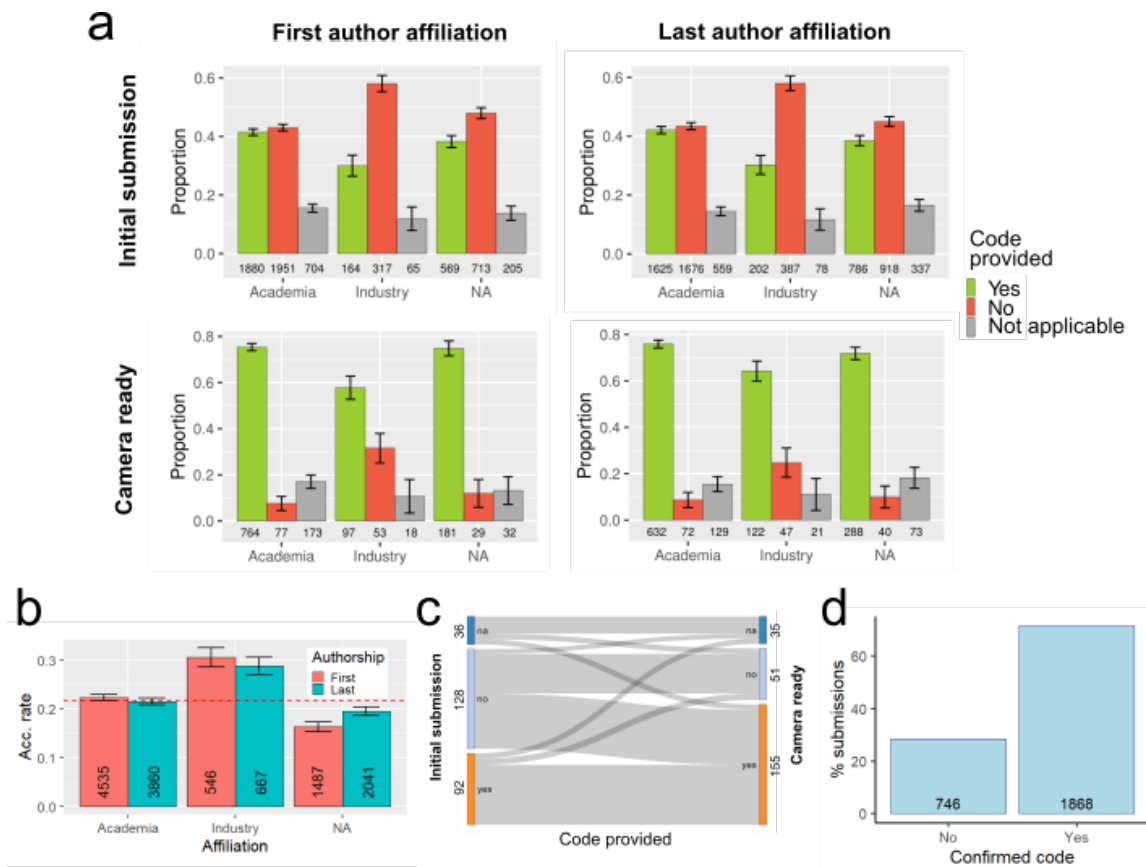 a
First author affiliation
Last author affiliation
Initial submission
Proportion
0.6
0.4
0.2
0.0
1880 1951 704 164 317 65 569 713 205
Academia Industry NA
Proportion
0.6
0.4
0.2
0.0
1625 1676 559 202 387 78 786 918 337
Academia Industry NA
Code
provided
Yes
No
Not applicable
Camera ready
Proportion
0.8
0.6
0.4
0.2
0.0
764 77 173 97 53 18 181 29 32
Academia Industry NA
Proportion
0.8
0.6
0.4
0.2
0.0
632 72 129 122 47 21 288 40 73
Academia Industry NA
b
Acc. rate
0.3
0.2
0.1
0.0
Authorship
First
Last
4535 3860 546 667 1487 2041
Academia Industry NA
Affiliation
c
Initial submission
36 na
128 no
92 yes
na 35
no 51
yes 155
Camera ready
Code provided
d
% submissions
60
40
20
0
746 1868
No Yes
Confirmed code